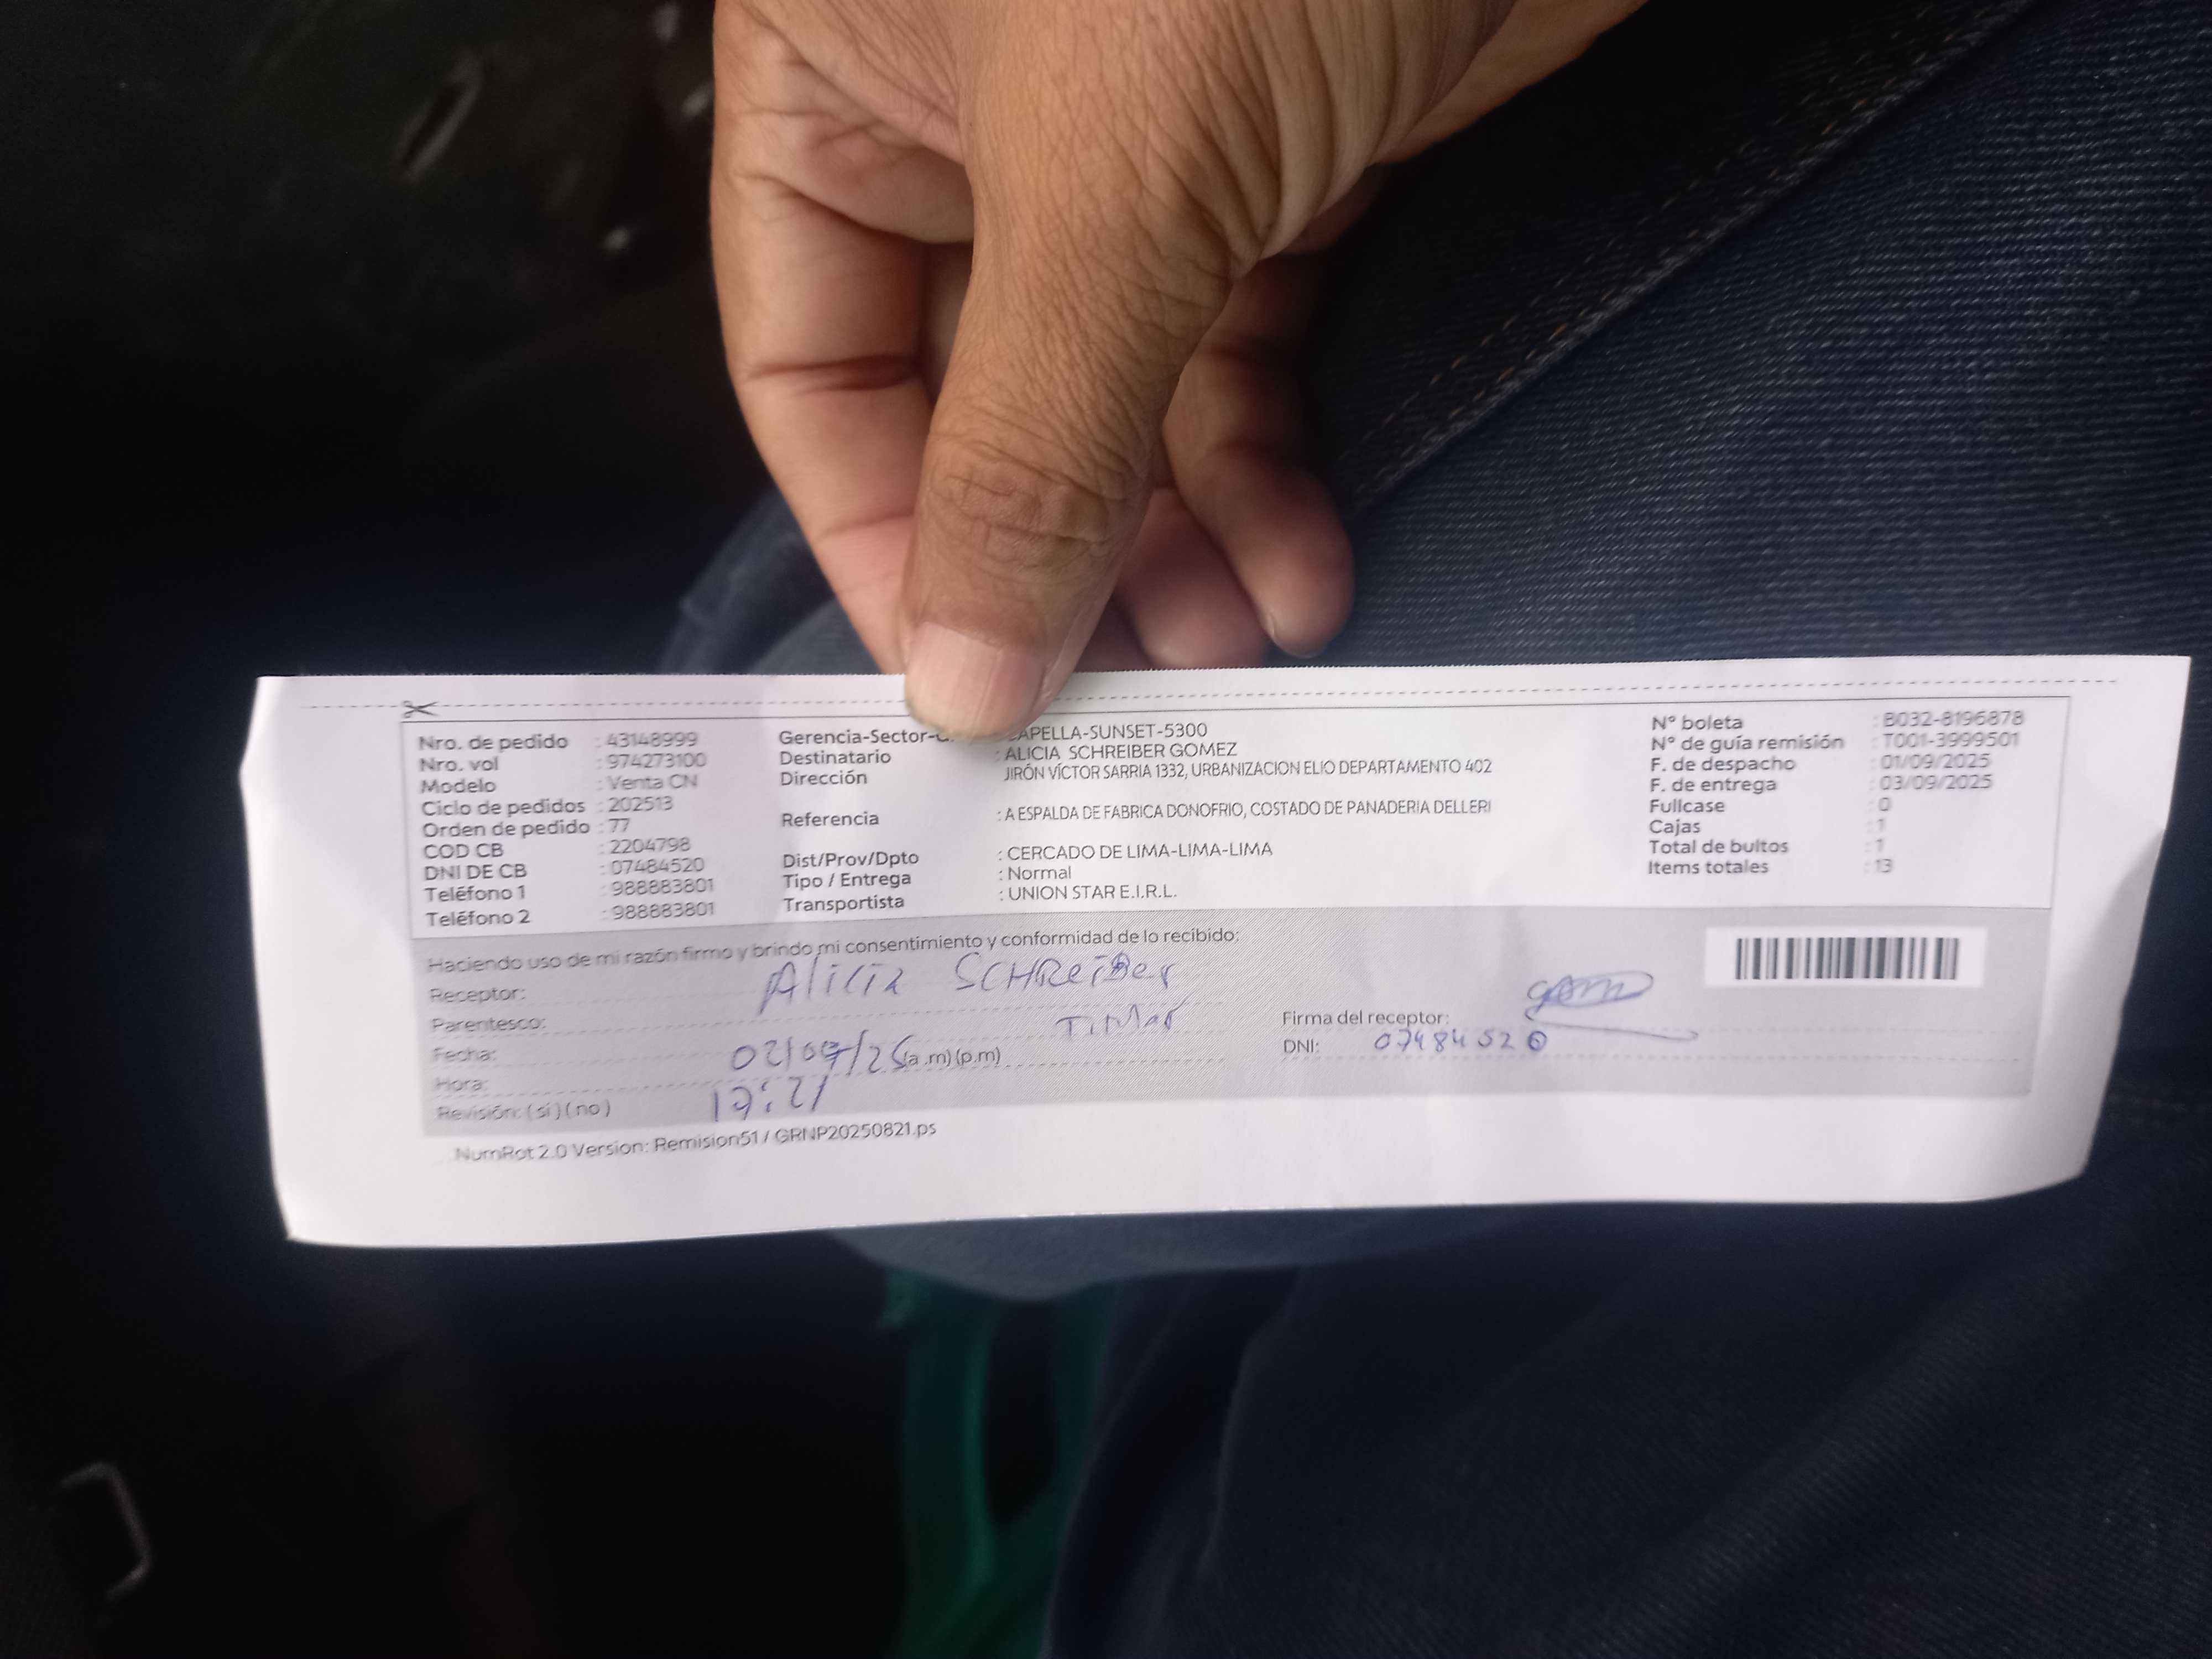 Nro. de pedido : 43148999
Nro. vol : 974273100
Modelo : Venta CN
Ciclo de pedidos : 202513
Orden de pedido : 77
COD CB : 2204798
DNI DE CB : 07484520
Teléfono 1 : 988883801
Teléfono 2 : 988883801
Gerencia-Sector- APELLA-SUNSET-5300
Destinatario : ALICIA SCHREIBER GOMEZ
Dirección JIRÓN VÍCTOR SARRIA 1332, URBANIZACION ELIO DEPARTAMENTO 402
Referencia : A ESPALDA DE FABRICA DONOFRIO, COSTADO DE PANADERIA DELLERI
Dist/Prov/Dpto : CERCADO DE LIMA-LIMA-LIMA
Tipo / Entrega : Normal
Transportista : UNION STAR E.I.R.L.
N° boleta : B032-8196878
N° de guía remisión : T001-3999501
F. de despacho : 01/09/2025
F. de entrega : 03/09/2025
Fullcase : 0
Cajas : 1
Total de bultos : 1
Items totales : 13
Haciendo uso de mi razón firmo y brindo mi consentimiento y conformidad de lo recibido:
Receptor: Alicia SCHReiBer
Parentesco:
Fecha: 02/09/25 (a.m) (p.m)
Hora: 17:21
Revisión: ( si ) ( no )
Firma del receptor:
DNI: 07484520
NumRot 2.0 Version: Remision51 / GRNP20250821.ps